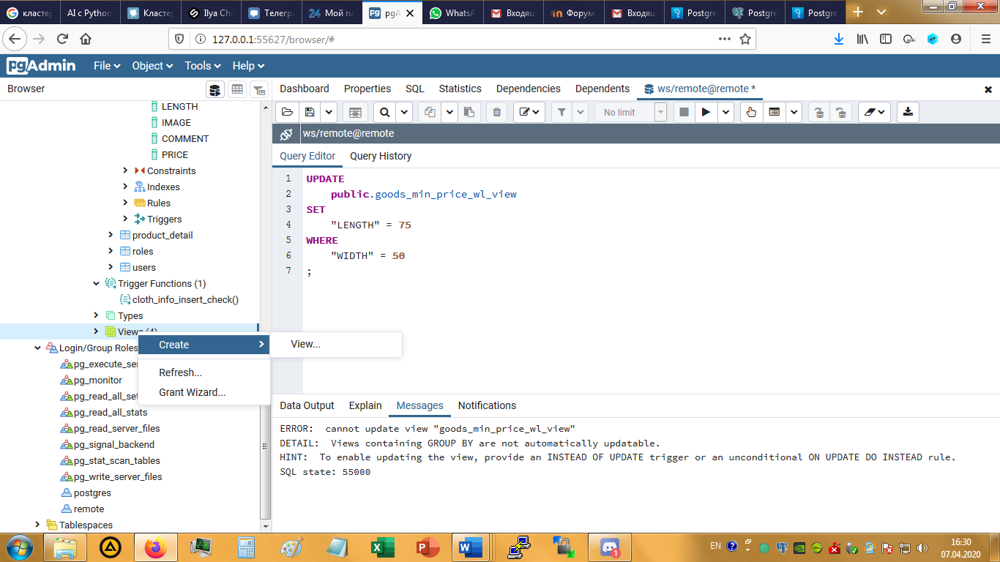 класте
AI с Python
Класте
Ilya Ch
Телегр
24 Мой п
pgA
WhatsA
Входящ
Форум
Входящ
Postgre
Postgre
Postgre
127.0.0.1:55627/browser/#
pgAdmin File Object Tools Help
Browser
Dashboard Properties SQL Statistics Dependencies Dependents ws/remote@remote *
LENGTH
IMAGE
COMMENT
PRICE
Constraints
Indexes
Rules
Triggers
product_detail
roles
users
Trigger Functions (1)
cloth_info_insert_check()
Types
Views (4)
Login/Group Roles
pg_execute_se
pg_monitor
pg_read_all_set
pg_read_all_stats
pg_read_server_files
pg_signal_backend
pg_stat_scan_tables
pg_write_server_files
postgres
remote
Tablespaces
Create
View...
Refresh...
Grant Wizard...
No limit
ws/remote@remote
Query Editor Query History
1 UPDATE
2 public.goods_min_price_wl_view
3 SET
4 "LENGTH" = 75
5 WHERE
6 "WIDTH" = 50
7 ;
Data Output Explain Messages Notifications
ERROR: cannot update view "goods_min_price_wl_view"
DETAIL: Views containing GROUP BY are not automatically updatable.
HINT: To enable updating the view, provide an INSTEAD OF UPDATE trigger or an unconditional ON UPDATE DO INSTEAD rule.
SQL state: 55000
EN
16:30
07.04.2020